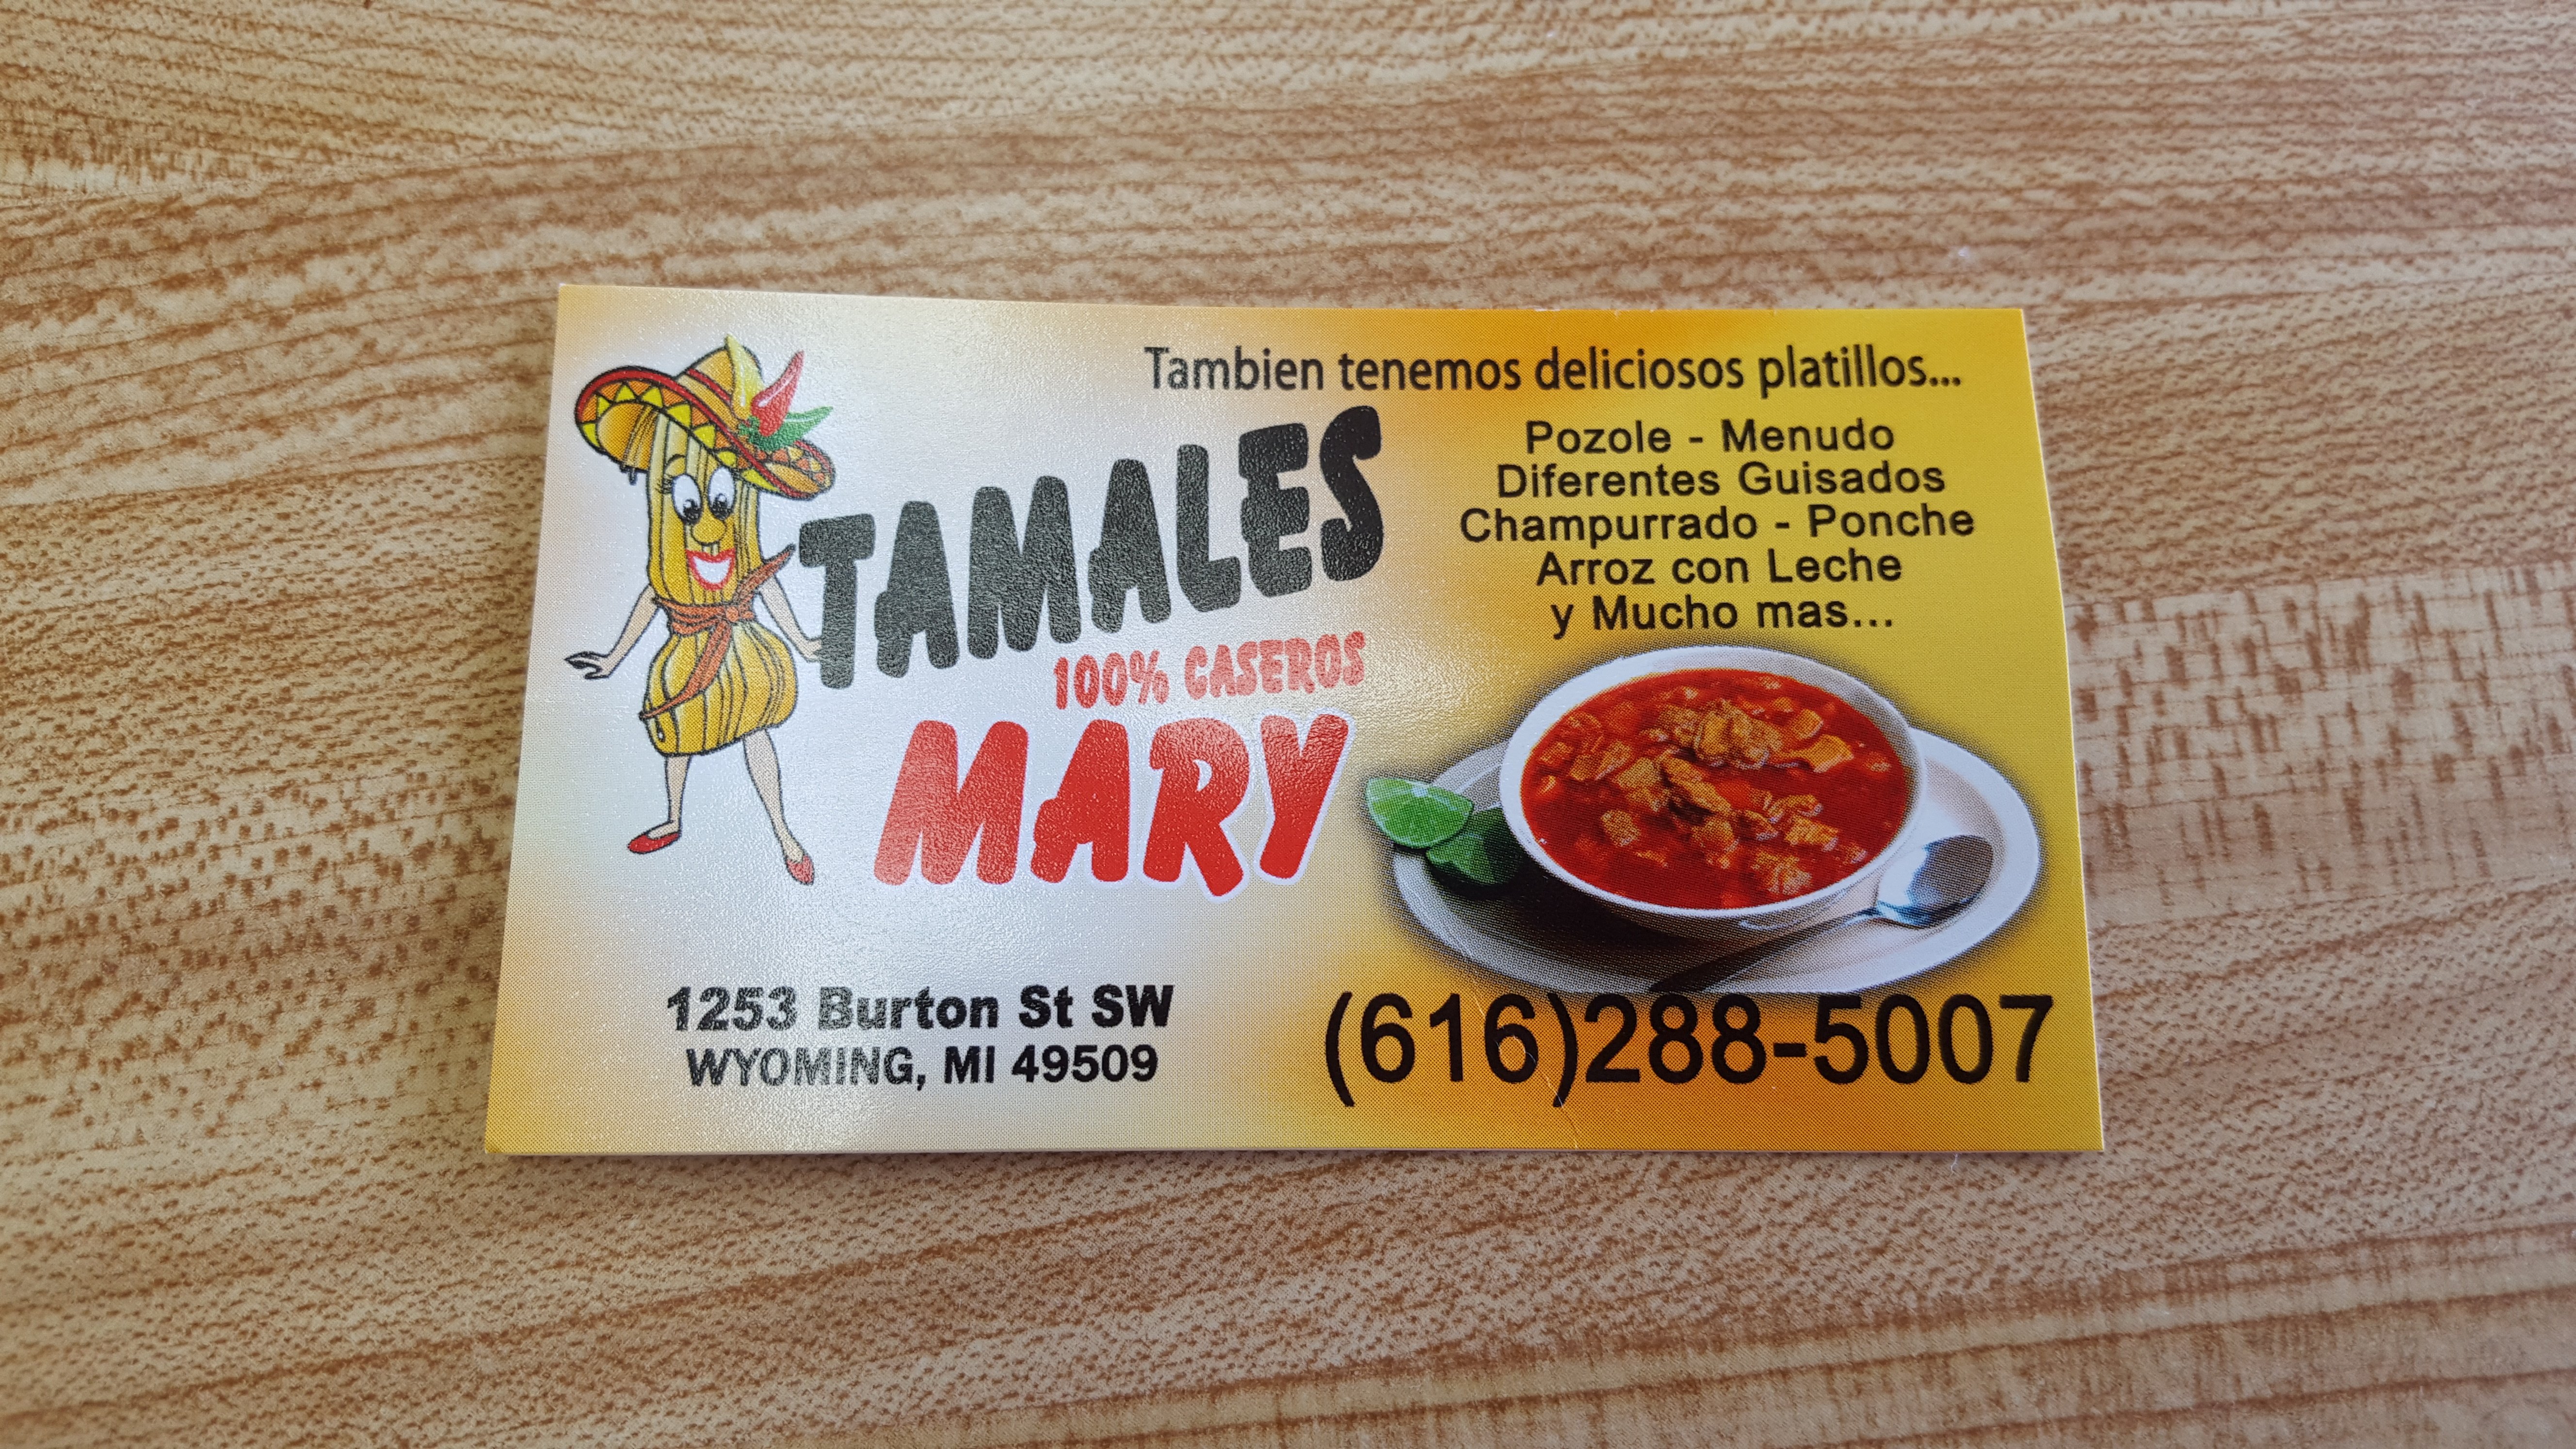 TAMALES
100% CASEROS
MARY
1253 Burton St SW
WYOMING, MI 49509
Tambien tenemos deliciosos platillos...
Pozole - Menudo
Diferentes Guisados
Champurrado - Ponche
Arroz con Leche
y Mucho mas...
(616)288-5007